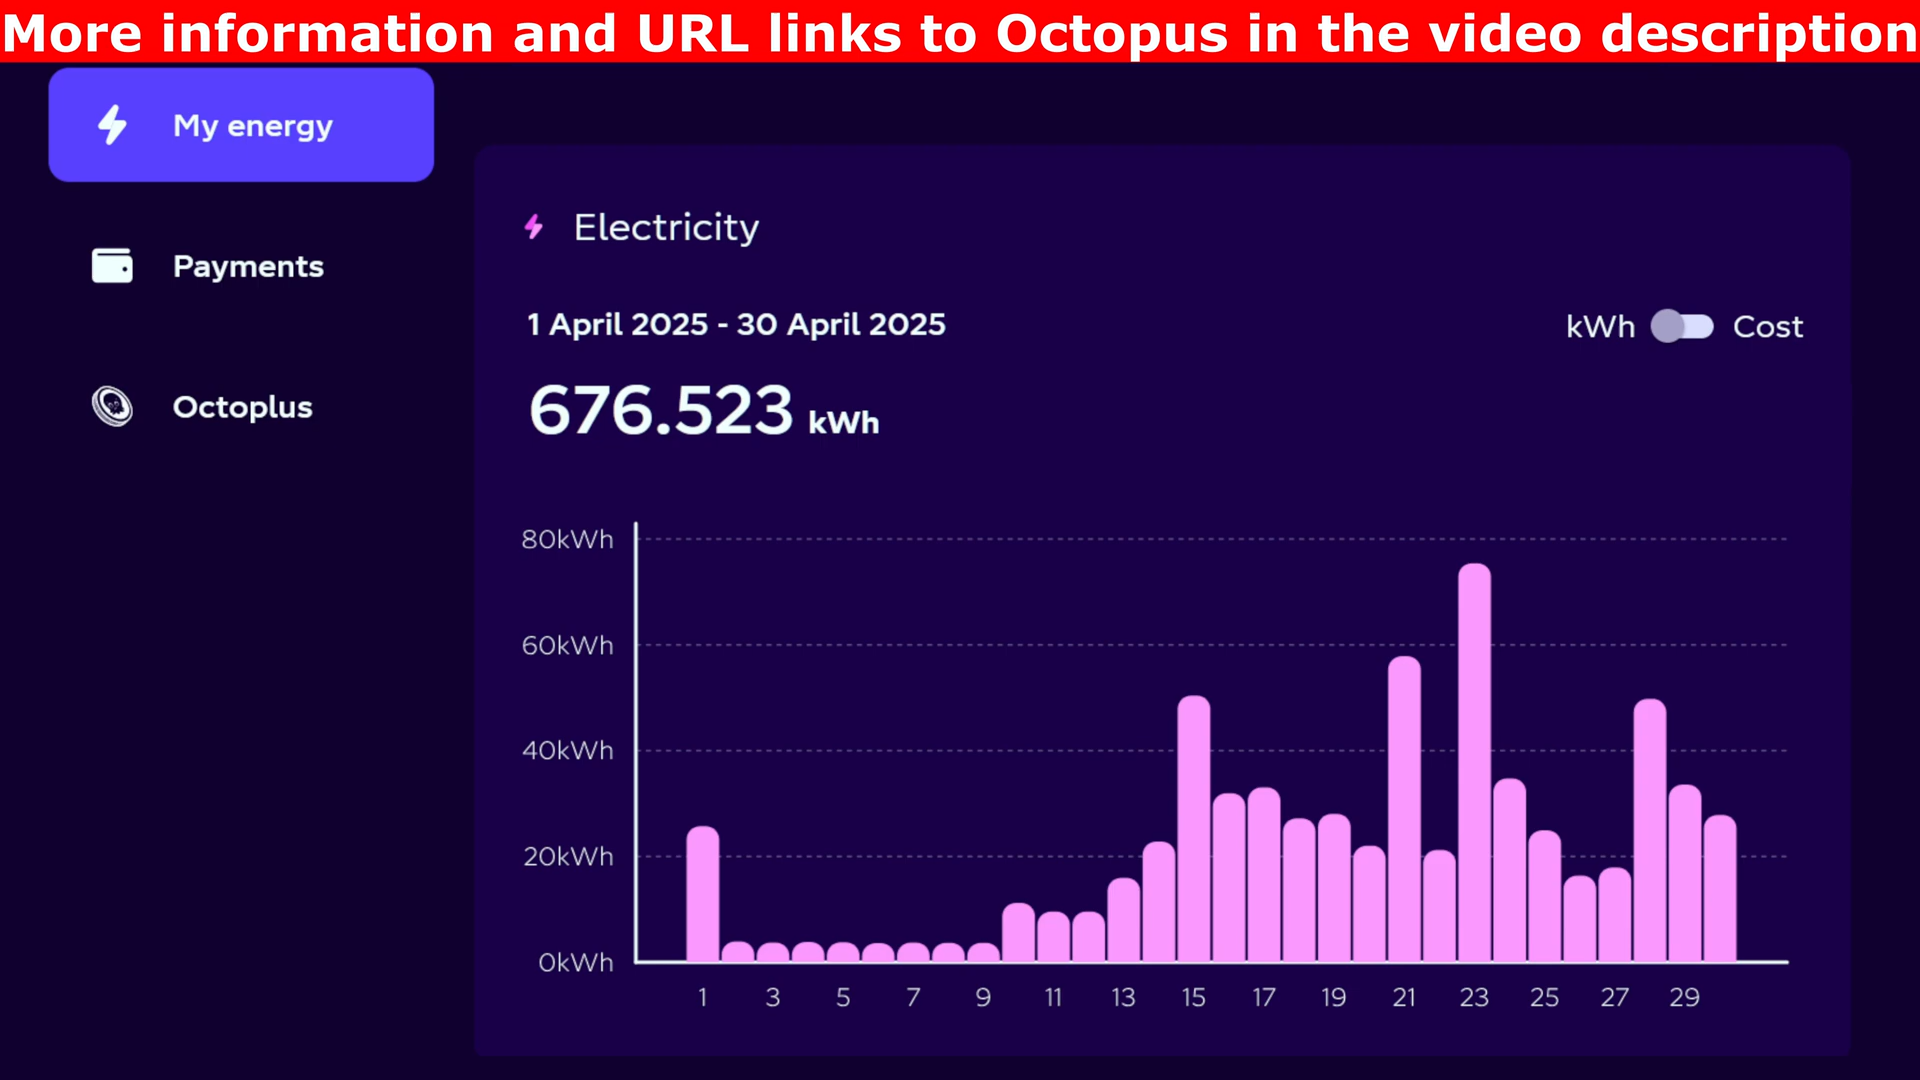 More information and URL links to Octopus in the video description
My energy
Payments
Octoplus
Electricity
1 April 2025 - 30 April 2025
kWh Cost
676.523 kWh
80kWh
60kWh
40kWh
20kWh
0kWh
1 3 5 7 9 11 13 15 17 19 21 23 25 27 29